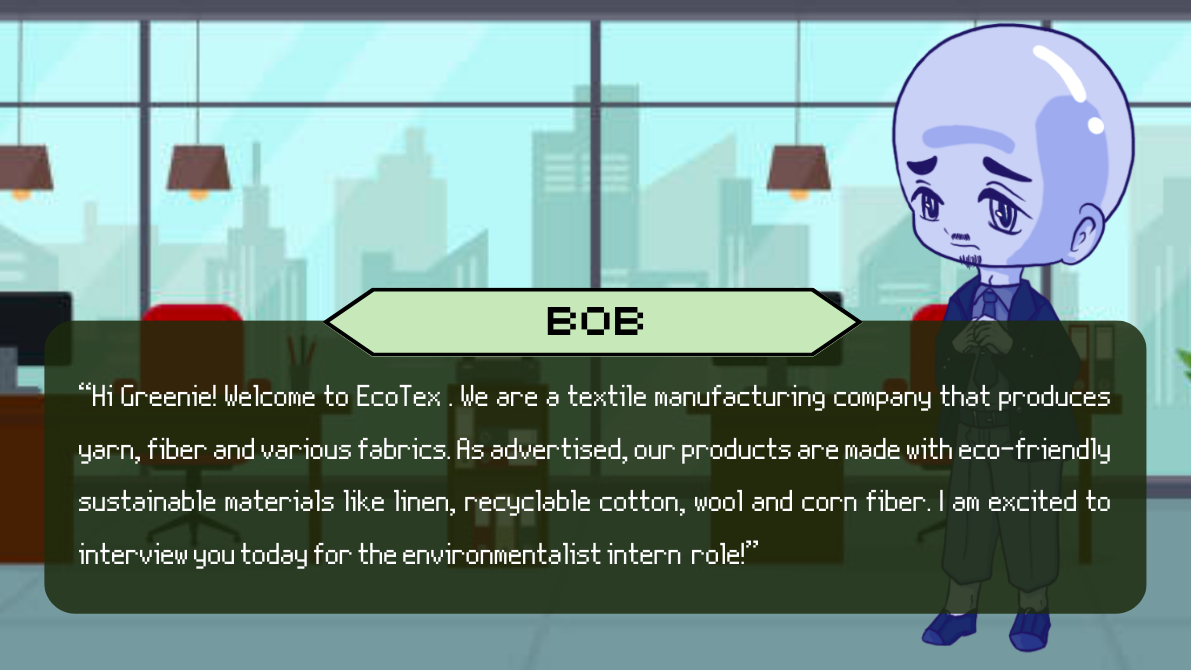 BOB
“Hi Greenie! Welcome to EcoTex . We are a textile manufacturing company that produces
yarn, fiber and various fabrics. As advertised, our products are made with eco-friendly
sustainable materials like linen, recyclable cotton, wool and corn fiber. I am excited to
interview you today for the environmentalist intern role!”